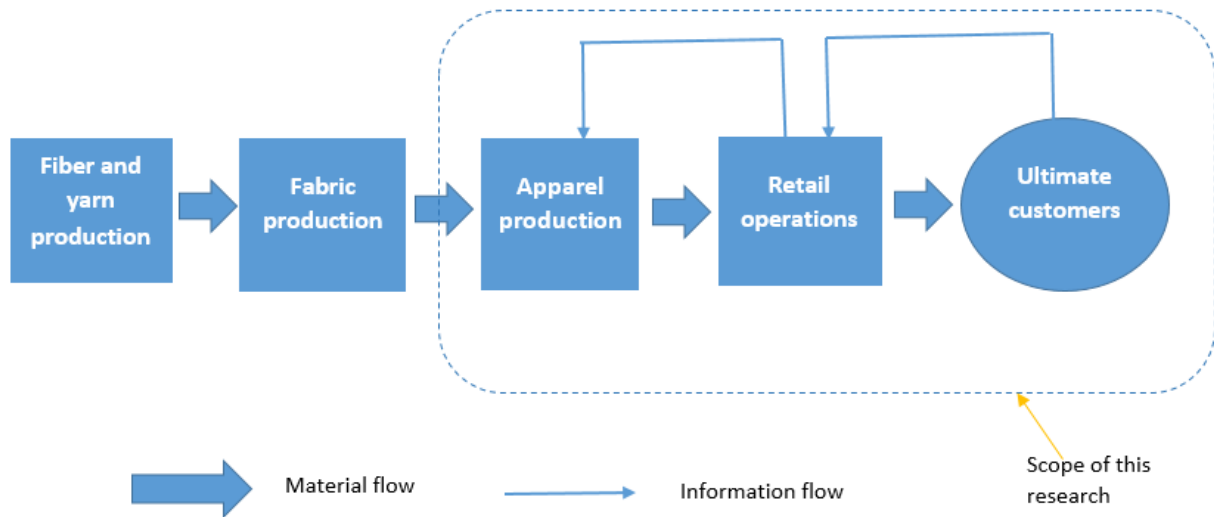 Fiber and
yarn
production
Fabric
production
Apparel
production
Retail
operations
Ultimate
customers
Material flow
Information flow
Scope of this
research